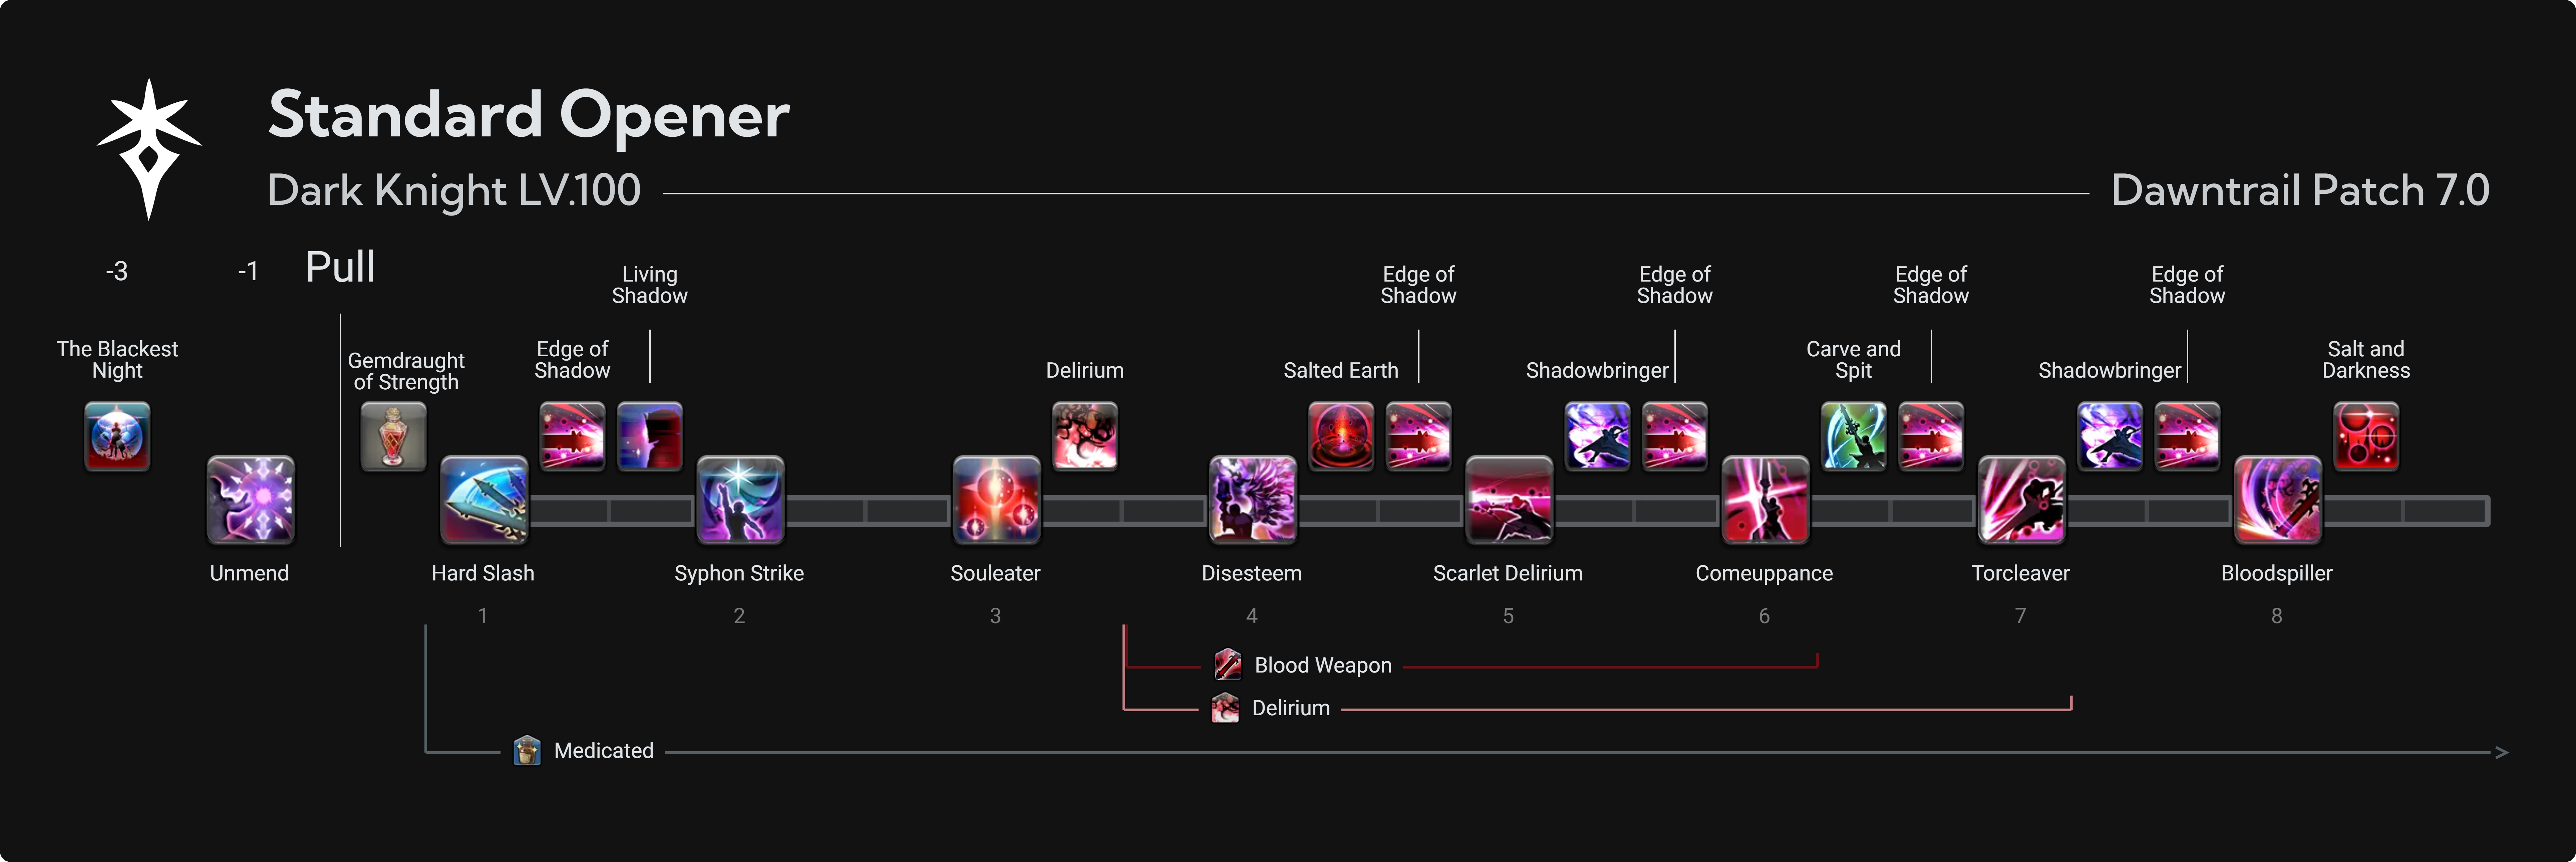 Standard Opener
Dark Knight LV.100
Dawntrail Patch 7.0
-3
-1
Pull
The Blackest
Night
Unmend
Gemdraught
of Strength
Hard Slash
1
Edge of
Shadow
Living
Shadow
Syphon Strike
2
Souleater
3
Delirium
Disesteem
4
Salted Earth
Edge of
Shadow
Scarlet Delirium
5
Shadowbringer
Edge of
Shadow
Comeuppance
6
Carve and
Spit
Edge of
Shadow
Torcleaver
7
Shadowbringer
Edge of
Shadow
Bloodspiller
8
Salt and
Darkness
Blood Weapon
Delirium
Medicated